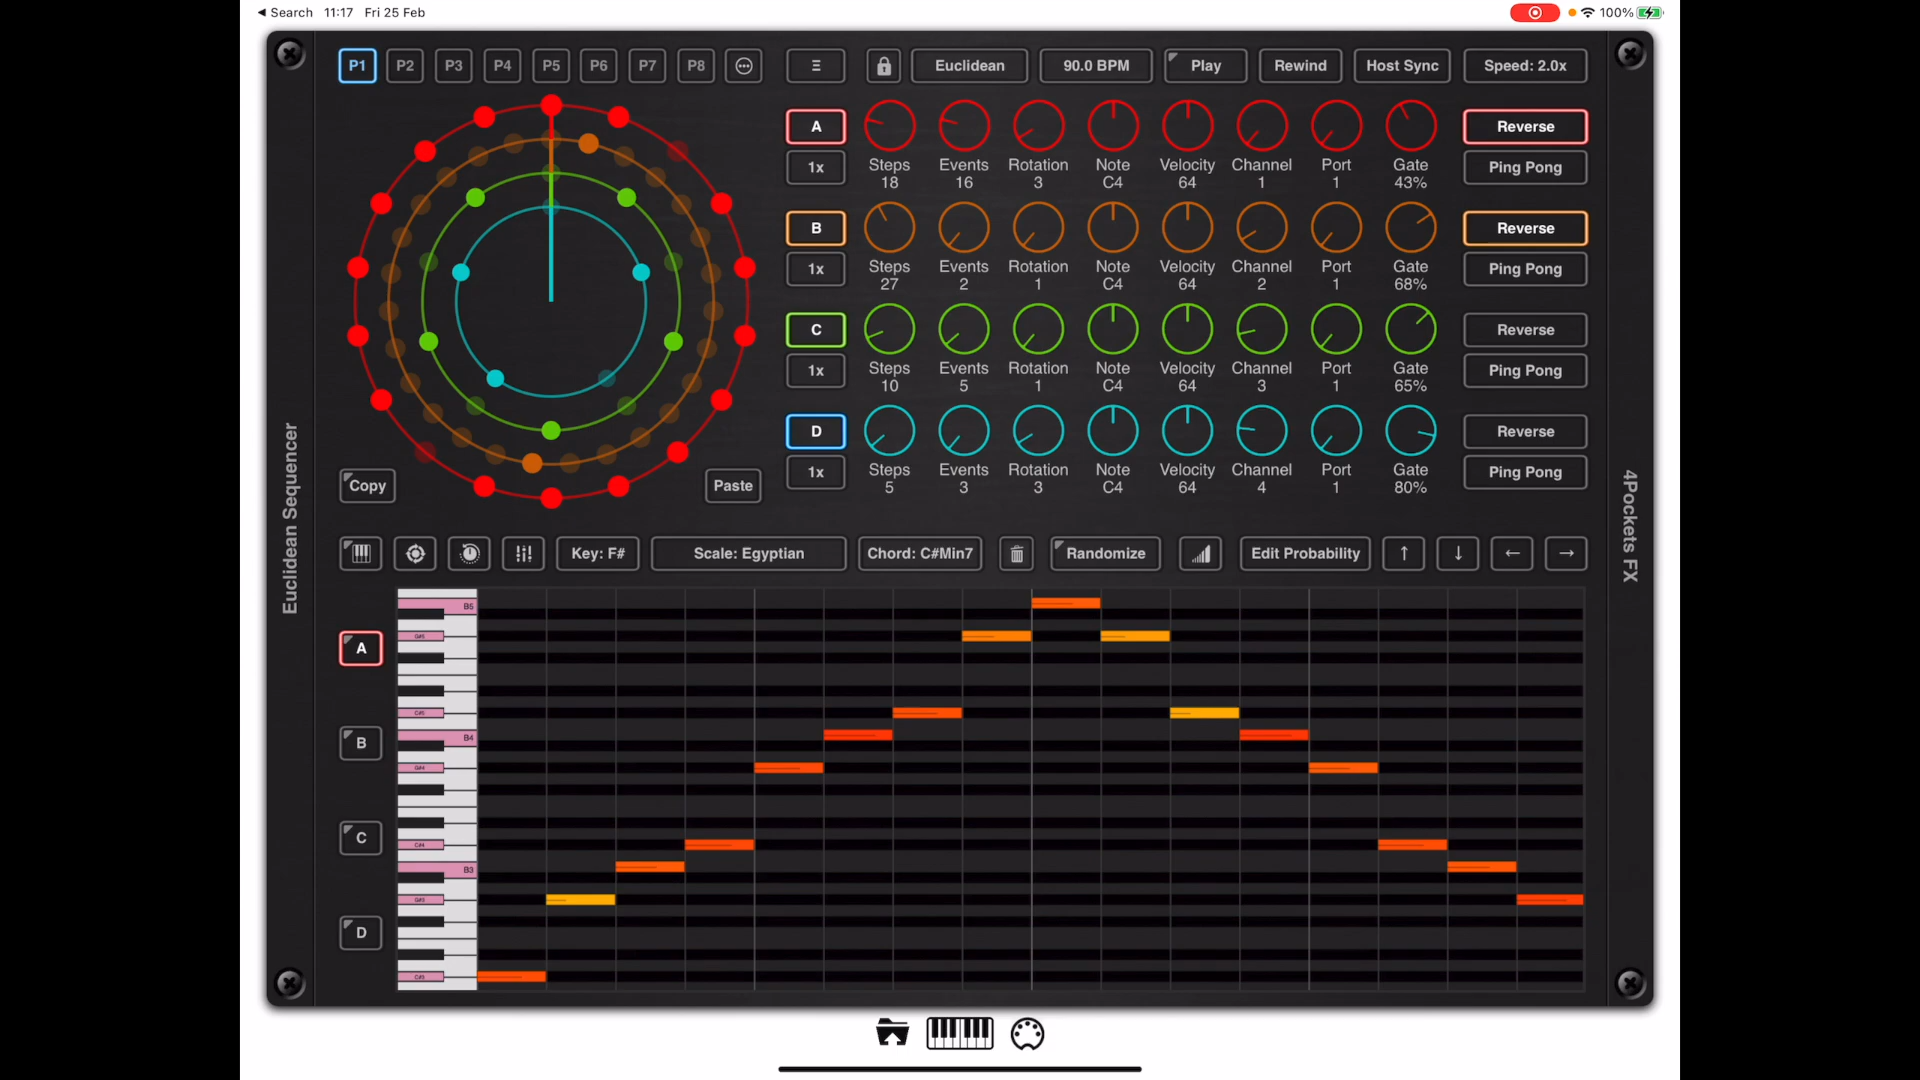 ◀ Search 11:17 Fri 25 Feb
100%
P1 P2 P3 P4 P5 P6 P7 P8
Euclidean 90.0 BPM Play Rewind Host Sync Speed: 2.0x
A Reverse
1x Steps Events Rotation Note Velocity Channel Port Gate Ping Pong
18 16 3 C4 64 1 1 43%
B Reverse
1x Steps Events Rotation Note Velocity Channel Port Gate Ping Pong
27 2 1 C4 64 2 1 68%
C Reverse
1x Steps Events Rotation Note Velocity Channel Port Gate Ping Pong
10 5 1 C4 64 3 1 65%
D Reverse
1x Steps Events Rotation Note Velocity Channel Port Gate Ping Pong
5 3 3 C4 64 4 1 80%
Copy Paste
Euclidean Sequencer
4Pockets FX
Key: F# Scale: Egyptian Chord: C#Min7 Randomize Edit Probability ↑ ↓ ← →
B5
G#5
A
C#5
B4
B
G#4
C
C#4
B3
G#3
D
C#3